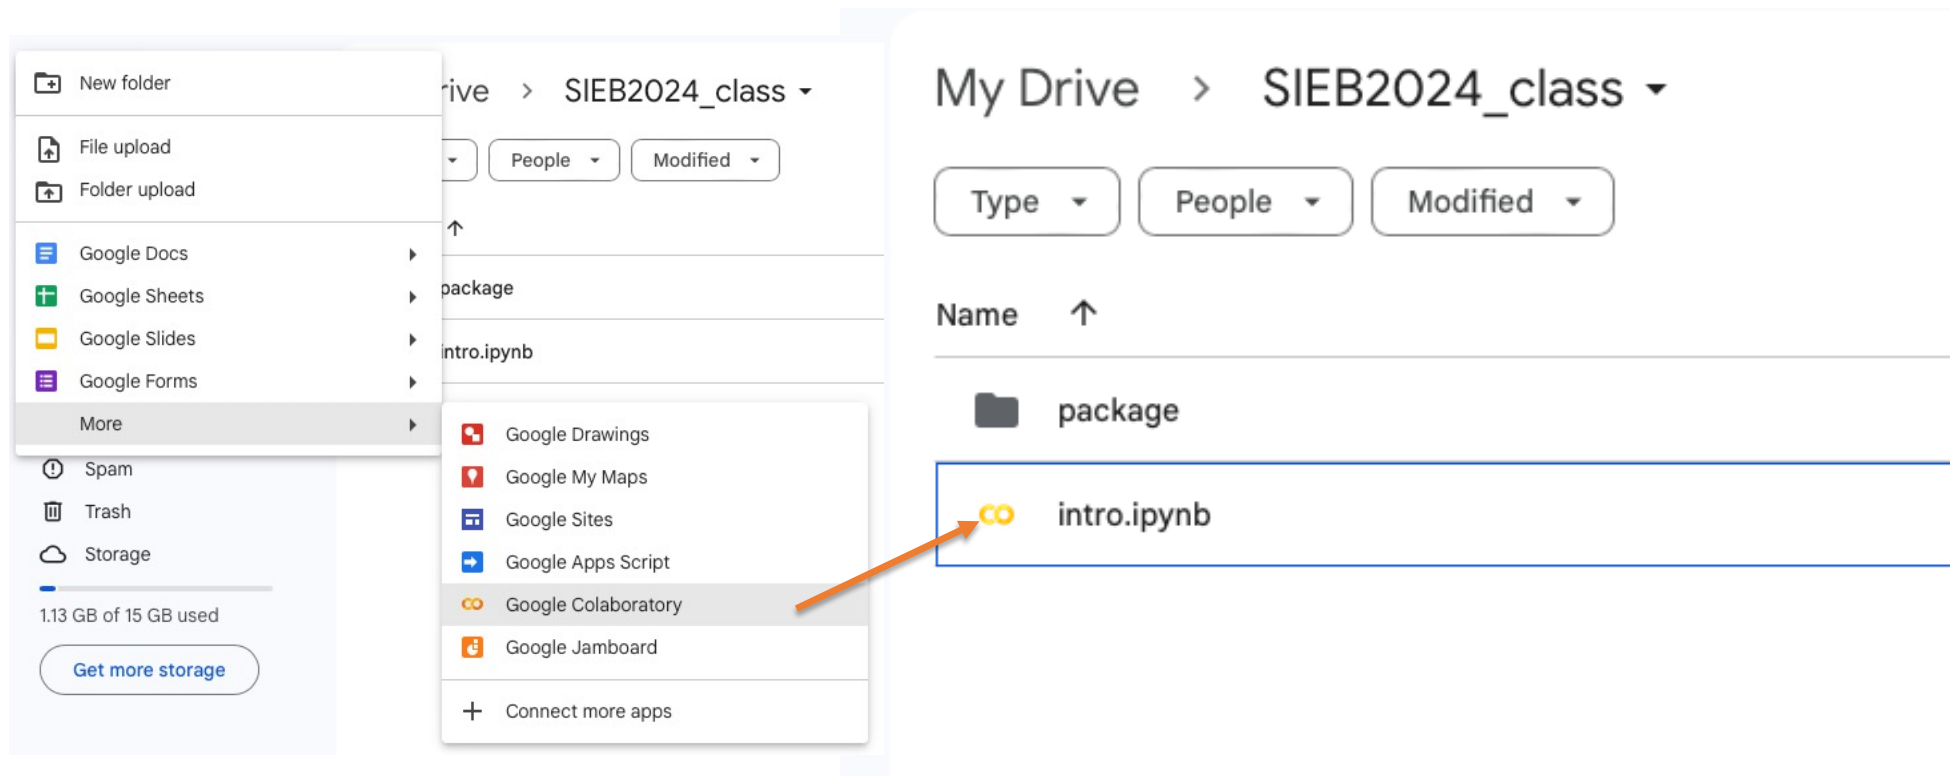 New folder
File upload
Folder upload
Google Docs
Google Sheets
Google Slides
Google Forms
More
Spam
Trash
Storage
1.13 GB of 15 GB used
Get more storage
rive > SIEB2024_class
People
Modified
package
intro.ipynb
Google Drawings
Google My Maps
Google Sites
Google Apps Script
Google Colaboratory
Google Jamboard
Connect more apps
My Drive > SIEB2024_class
Type
People
Modified
Name
package
intro.ipynb